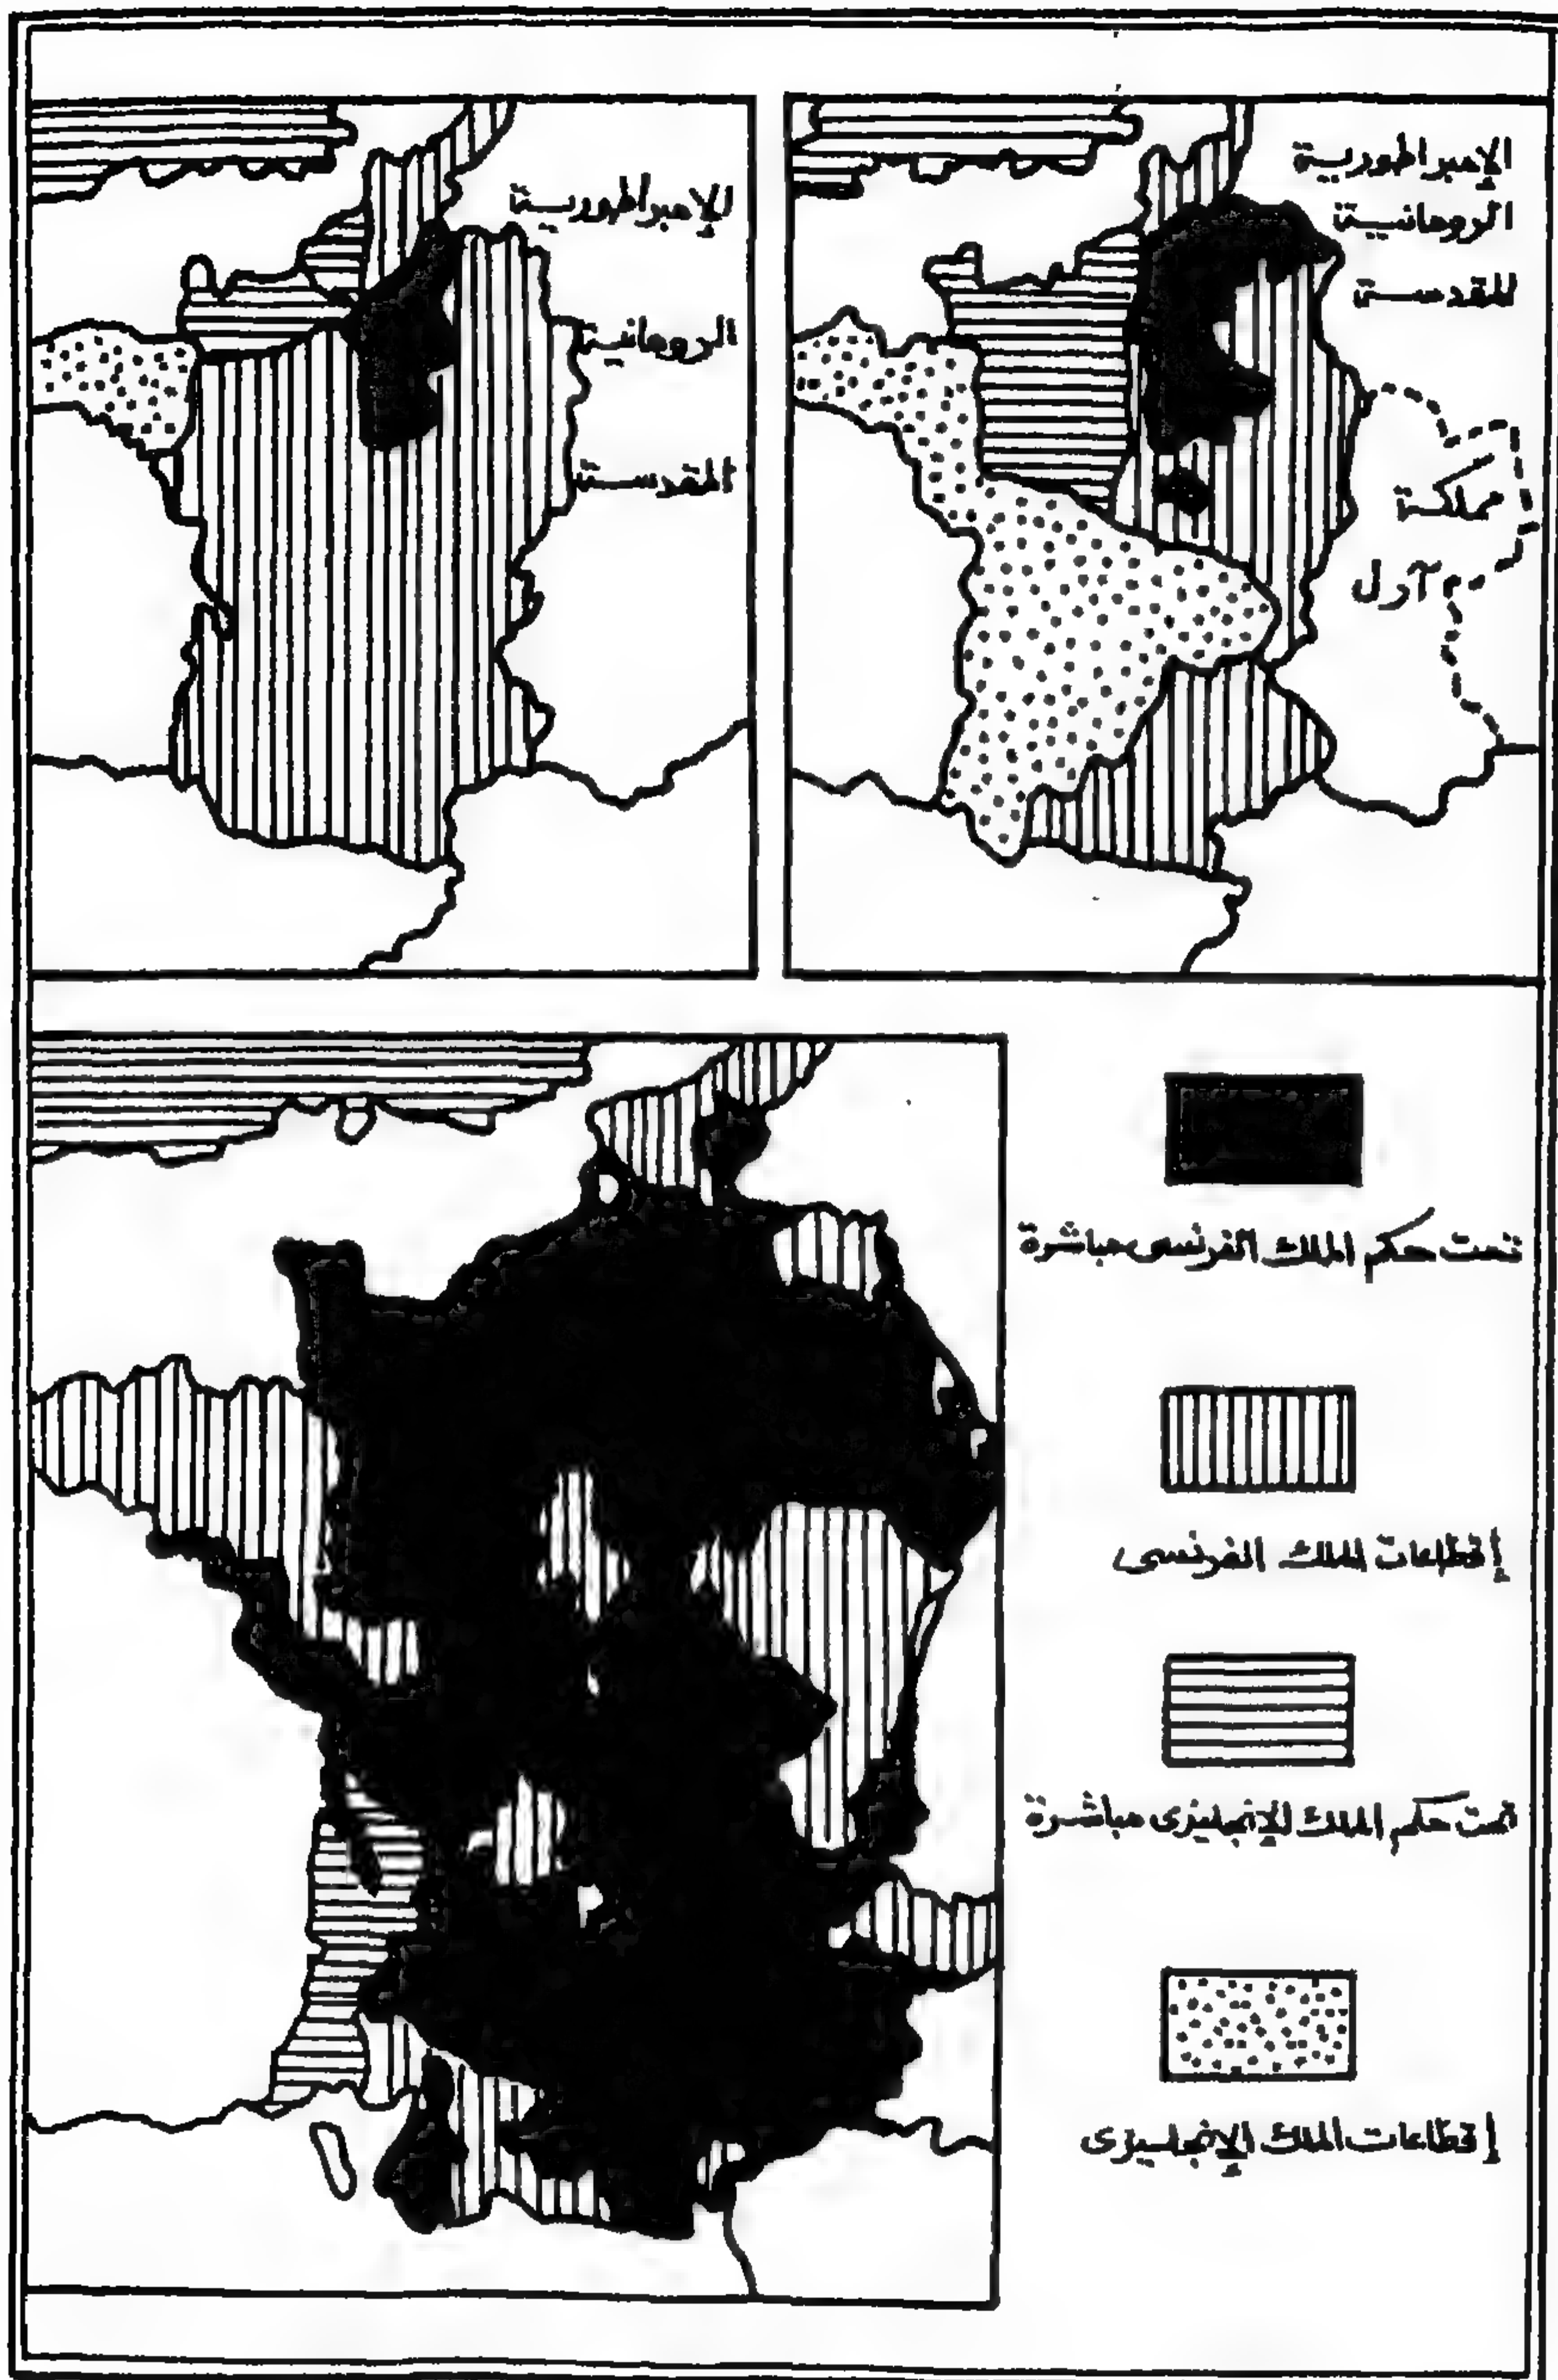 الإمبراطورية
الرومانية
المقدسة
مملكة
آرل
الإمبراطورية
الرومانية
المقدسة
تحت حكم الملك الفرنسى مباشرة
إقطاعات الملك الفرنسى
تحت حكم الملك الإنجليزى مباشرة
إقطاعات الملك الإنجليزى